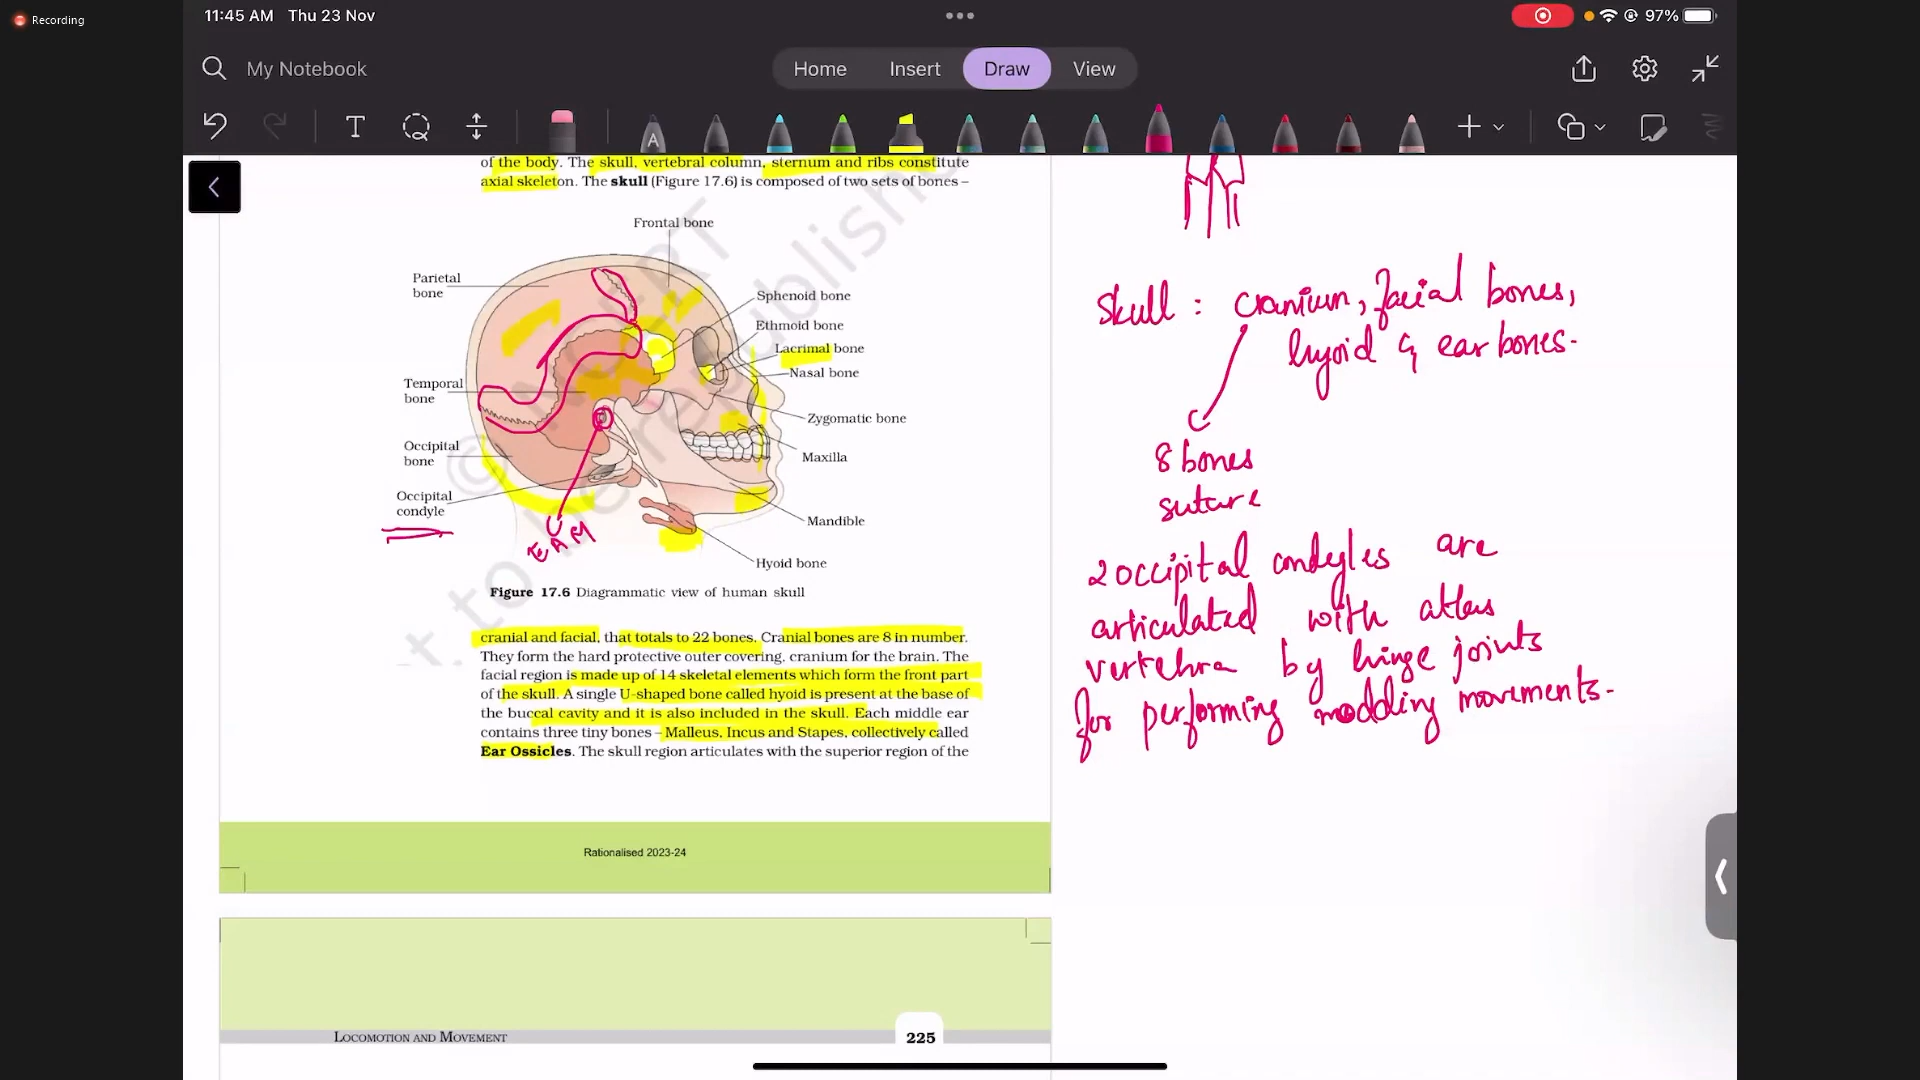 Recording
11:45 AM Thu 23 Nov
97%
My Notebook
Home
Insert
Draw
View
T
A
of the body. The skull, vertebral column, sternum and ribs constitute
axial skeleton. The skull (Figure 17.6) is composed of two sets of bones –
Frontal bone
Parietal
bone
Sphenoid bone
Ethmoid bone
Lacrimal bone
Nasal bone
Temporal
bone
Zygomatic bone
Occipital
bone
Maxilla
Occipital
condyle
Mandible
EAM
Hyoid bone
Figure 17.6 Diagrammatic view of human skull
cranial and facial, that totals to 22 bones. Cranial bones are 8 in number.
They form the hard protective outer covering, cranium for the brain. The
facial region is made up of 14 skeletal elements which form the front part
of the skull. A single U-shaped bone called hyoid is present at the base of
the buccal cavity and it is also included in the skull. Each middle ear
contains three tiny bones – Malleus, Incus and Stapes, collectively called
Ear Ossicles. The skull region articulates with the superior region of the
Rationalised 2023-24
LOCOMOTION AND MOVEMENT
225
Skull : Cranium, facial bones,
hyoid & ear bones.
8 bones
suture
2 occipital condyles are
articulated with atlas
vertebra by hinge joints
for performing nodding movements.